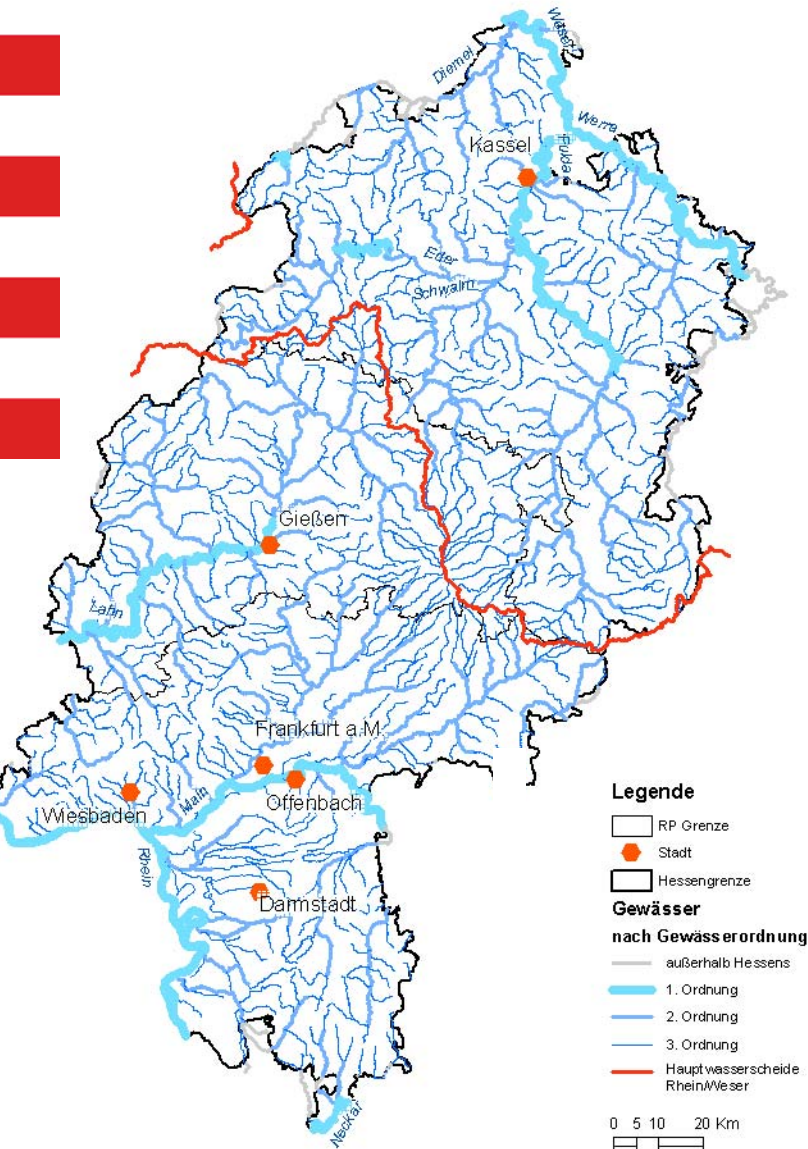 Weser
Diemel
Werra
Kassel
Fulda
Eder
Schwalm
Gießen
Lahn
Frankfurt a.M.
Main
Offenbach
Wiesbaden
Rhein
Darmstadt
Neckar
Legende
RP Grenze
Stadt
Hessengrenze
Gewässer
nach Gewässerordnung
außerhalb Hessens
1. Ordnung
2. Ordnung
3. Ordnung
Hauptwasserscheide
Rhein/Weser
0 5 10 20 Km